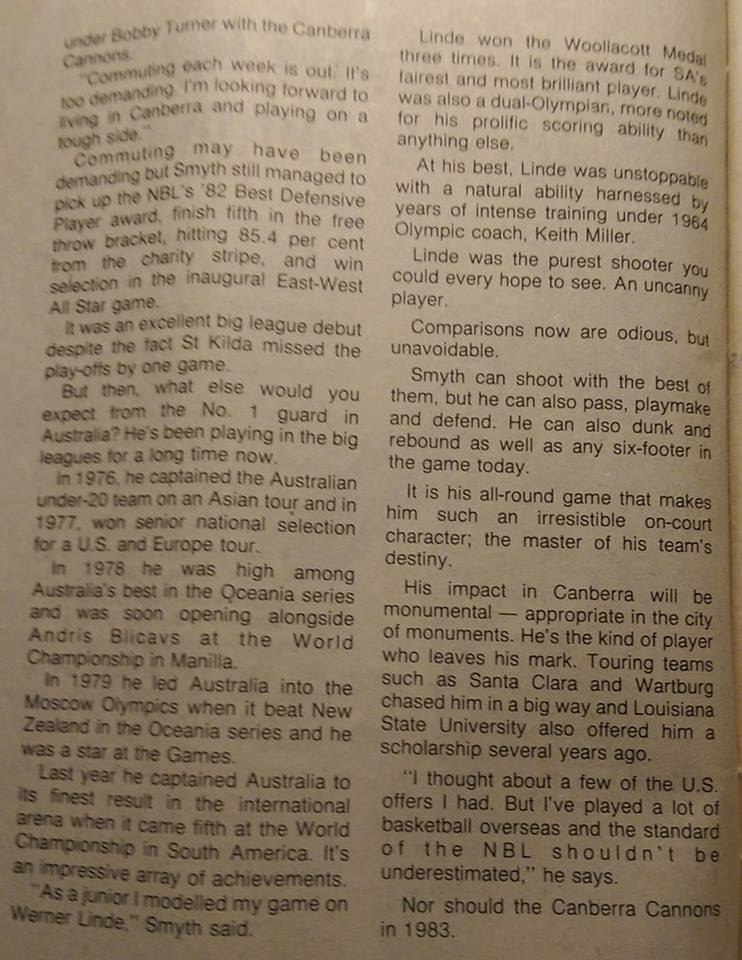 under Bobby Turner with the Canberra
Cannons.
"Commuting each week is out. It's
too demanding. I'm looking forward to
living in Canberra and playing on a
tough side."
Commuting may have been
demanding but Smyth still managed to
pick up the NBL's '82 Best Defensive
Player award, finish fifth in the free
throw bracket, hitting 85.4 per cent
from the charity stripe, and win
selection in the inaugural East-West
All Star game.
It was an excellent big league debut
despite the fact St Kilda missed the
play-offs by one game.
But then, what else would you
expect from the No. 1 guard in
Australia? He's been playing in the big
leagues for a long time now.
In 1976, he captained the Australian
under-20 team on an Asian tour and in
1977, won senior national selection
for a U.S. and Europe tour.
In 1978 he was high among
Australia's best in the Oceania series
and was soon opening alongside
Andris Blicavs at the World
Championship in Manilla.
In 1979 he led Australia into the
Moscow Olympics when it beat New
Zealand in the Oceania series and he
was a star at the Games.
Last year he captained Australia to
its finest result in the international
arena when it came fifth at the World
Championship in South America. It's
an impressive array of achievements.
"As a junior I modelled my game on
Werner Linde," Smyth said.
Linde won the Woollacott Medal
three times. It is the award for SA's
fairest and most brilliant player. Linde
was also a dual-Olympian, more noted
for his prolific scoring ability than
anything else.
At his best, Linde was unstoppable
with a natural ability harnessed by
years of intense training under 1964
Olympic coach, Keith Miller.
Linde was the purest shooter you
could every hope to see. An uncanny
player.
Comparisons now are odious, but
unavoidable.
Smyth can shoot with the best of
them, but he can also pass, playmake
and defend. He can also dunk and
rebound as well as any six-footer in
the game today.
It is his all-round game that makes
him such an irresistible on-court
character; the master of his team's
destiny.
His impact in Canberra will be
monumental — appropriate in the city
of monuments. He's the kind of player
who leaves his mark. Touring teams
such as Santa Clara and Wartburg
chased him in a big way and Louisiana
State University also offered him a
scholarship several years ago.
"I thought about a few of the U.S.
offers I had. But I've played a lot of
basketball overseas and the standard
of the NBL shouldn't be
underestimated," he says.
Nor should the Canberra Cannons
in 1983.